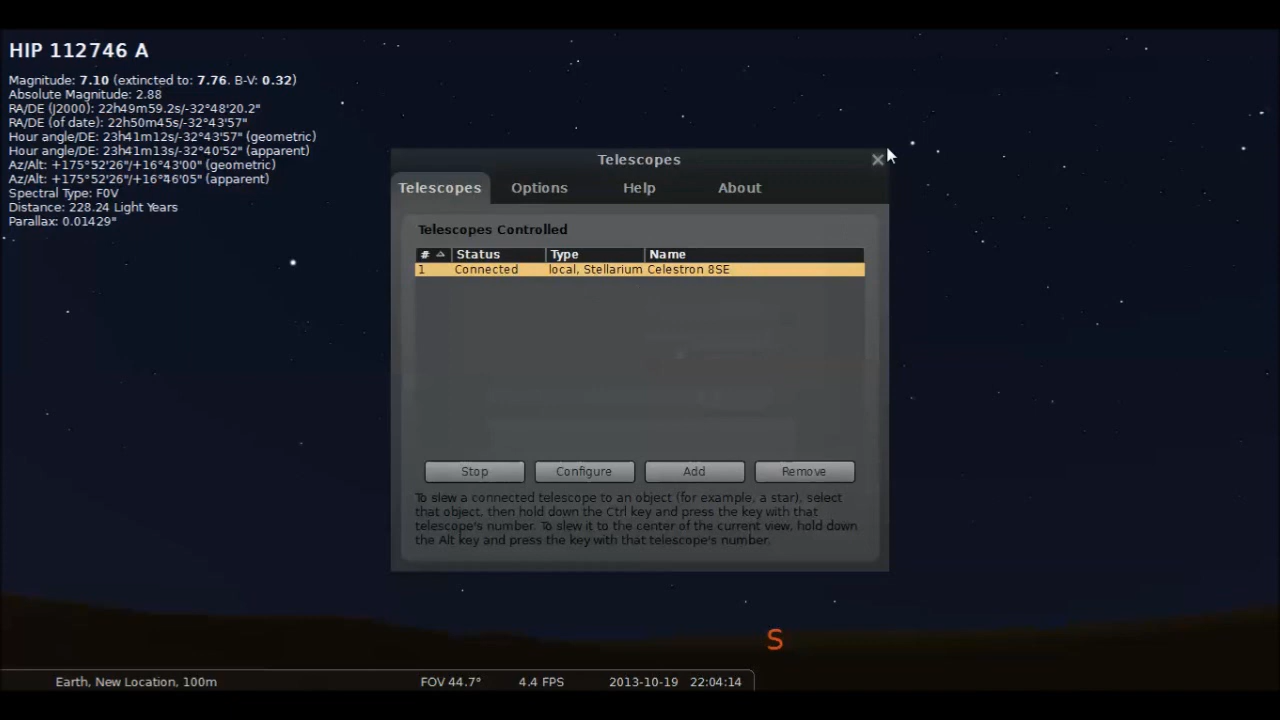 HIP 112746 A
Magnitude: 7.10 (extincted to: 7.76. B-V: 0.32)
Absolute Magnitude: 2.88
RA/DE (J2000): 22h49m59.2s/-32°48'20.2"
RA/DE (of date): 22h50m45s/-32°43'57"
Hour angle/DE: 23h41m12s/-32°43'57" (geometric)
Hour angle/DE: 23h41m13s/-32°40'52" (apparent)
Az/Alt: +175°52'26"/+16°43'00" (geometric)
Az/Alt: +175°52'26"/+16°46'05" (apparent)
Spectral Type: F0V
Distance: 228.24 Light Years
Parallax: 0.01429"
Telescopes
Telescopes Options Help About
Telescopes Controlled
# Status Type Name
1 Connected local, Stellarium Celestron 8SE
Stop Configure Add Remove
To slew a connected telescope to an object (for example, a star), select
that object, then hold down the Ctrl key and press the key with that
telescope's number. To slew it to the center of the current view, hold down
the Alt key and press the key with that telescope's number.
S
Earth, New Location, 100m FOV 44.7° 4.4 FPS 2013-10-19 22:04:14